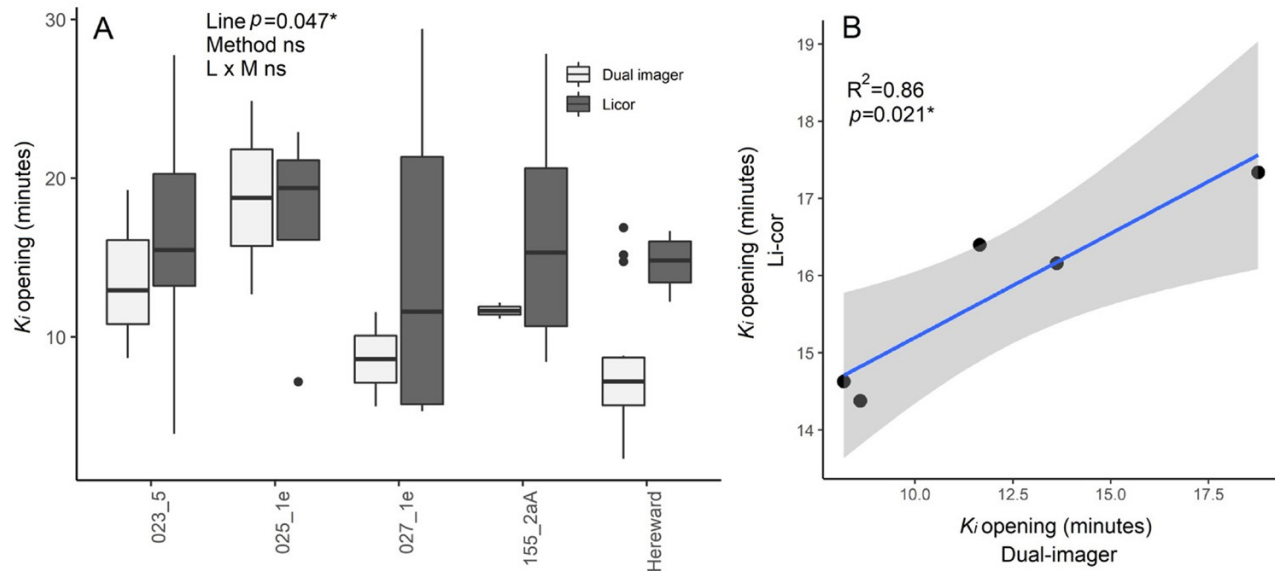 A
Line p=0.047*
Method ns
L x M ns
Dual imager
Licor
30
20
10
Ki opening (minutes)
023_5
025_1e
027_1e
155_2aA
Hereward
B
R²=0.86
p=0.021*
19
18
17
16
15
14
Ki opening (minutes)
Li-cor
10.0 12.5 15.0 17.5
Ki opening (minutes)
Dual-imager